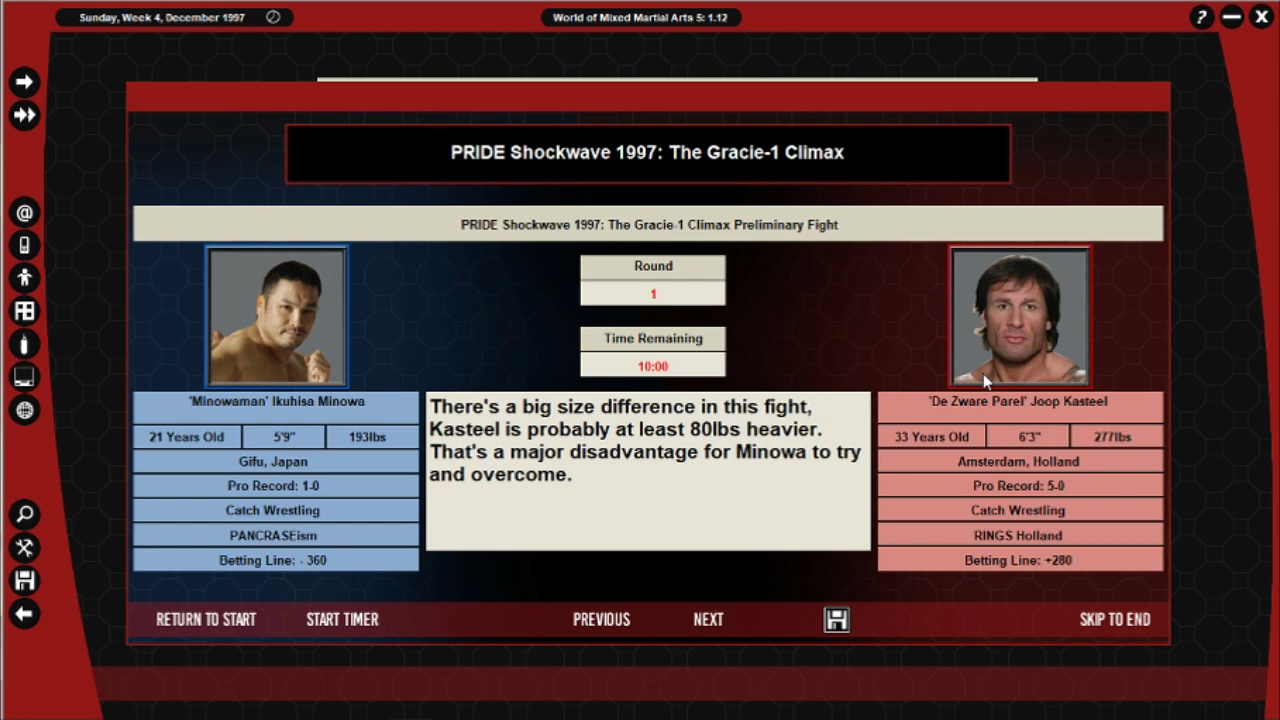 Sunday, Week 4, December 1997
World of Mixed Martial Arts 5: 1.12
?
X
@
PRIDE Shockwave 1997: The Gracie-1 Climax
PRIDE Shockwave 1997: The Gracie-1 Climax Preliminary Fight
Round
1
Time Remaining
10:00
'Minowaman' Ikuhisa Minowa
21 Years Old
5'9"
193lbs
Gifu, Japan
Pro Record: 1-0
Catch Wrestling
PANCRASEism
Betting Line: - 360
There's a big size difference in this fight,
Kasteel is probably at least 80lbs heavier.
That's a major disadvantage for Minowa to try
and overcome.
'De Zware Parel' Joop Kasteel
33 Years Old
6'3"
277lbs
Amsterdam, Holland
Pro Record: 5-0
Catch Wrestling
RINGS Holland
Betting Line: +280
RETURN TO START
START TIMER
PREVIOUS
NEXT
SKIP TO END